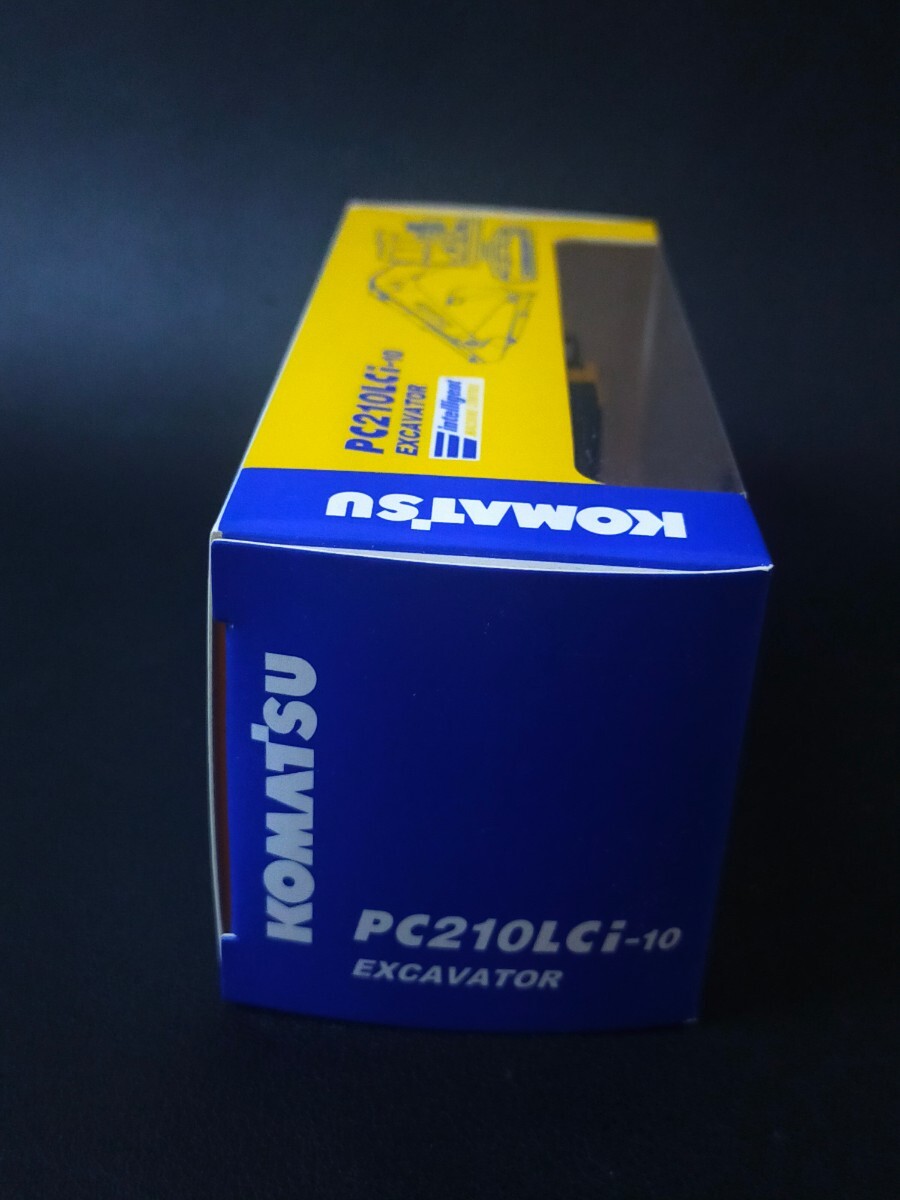 PC210LCi-10
EXCAVATOR
intelligent
KOMATSU
KOMATSU
PC210LCi-10
EXCAVATOR